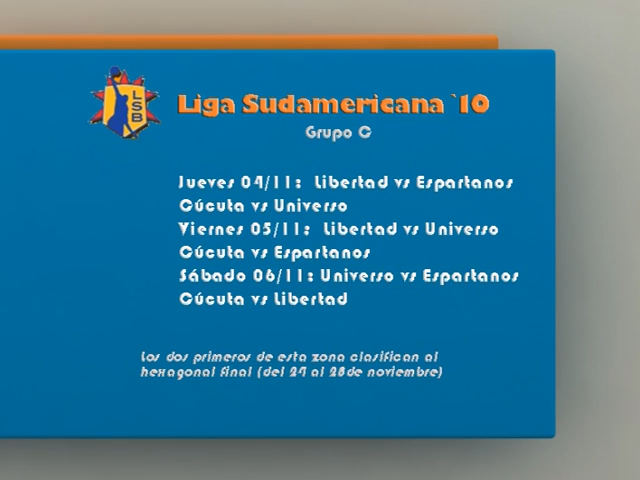 LSB
Liga Sudamericana `10
Grupo C
Jueves 04/11: Libertad vs Espartanos
Cúcuta vs Universo
Viernes 05/11: Libertad vs Universo
Cúcuta vs Espartanos
Sábado 06/11: Universo vs Espartanos
Cúcuta vs Libertad
Los dos primeros de esta zona clasifican al
hexagonal final (del 24 al 28de noviembre)